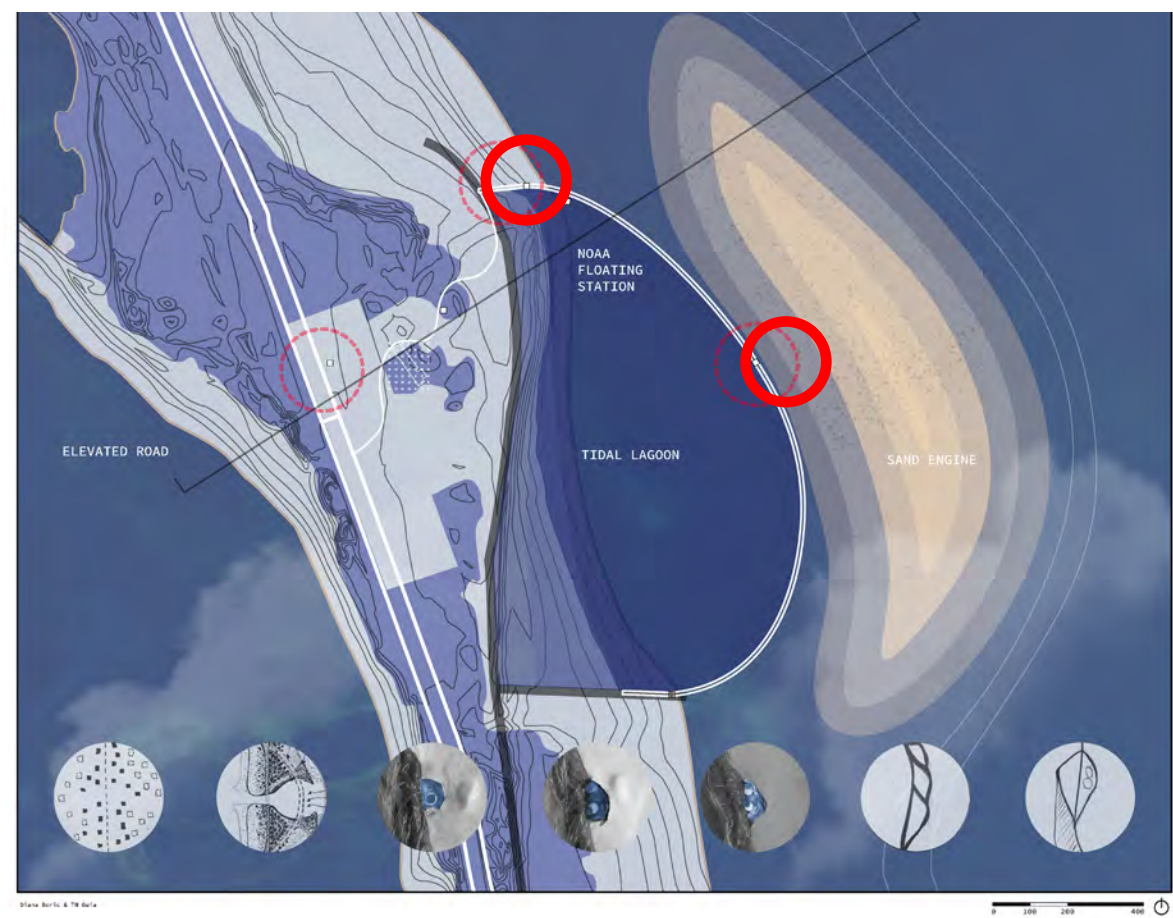 NOAA
FLOATING
STATION
ELEVATED ROAD
TIDAL LAGOON
SAND ENGINE
0 100 200 400